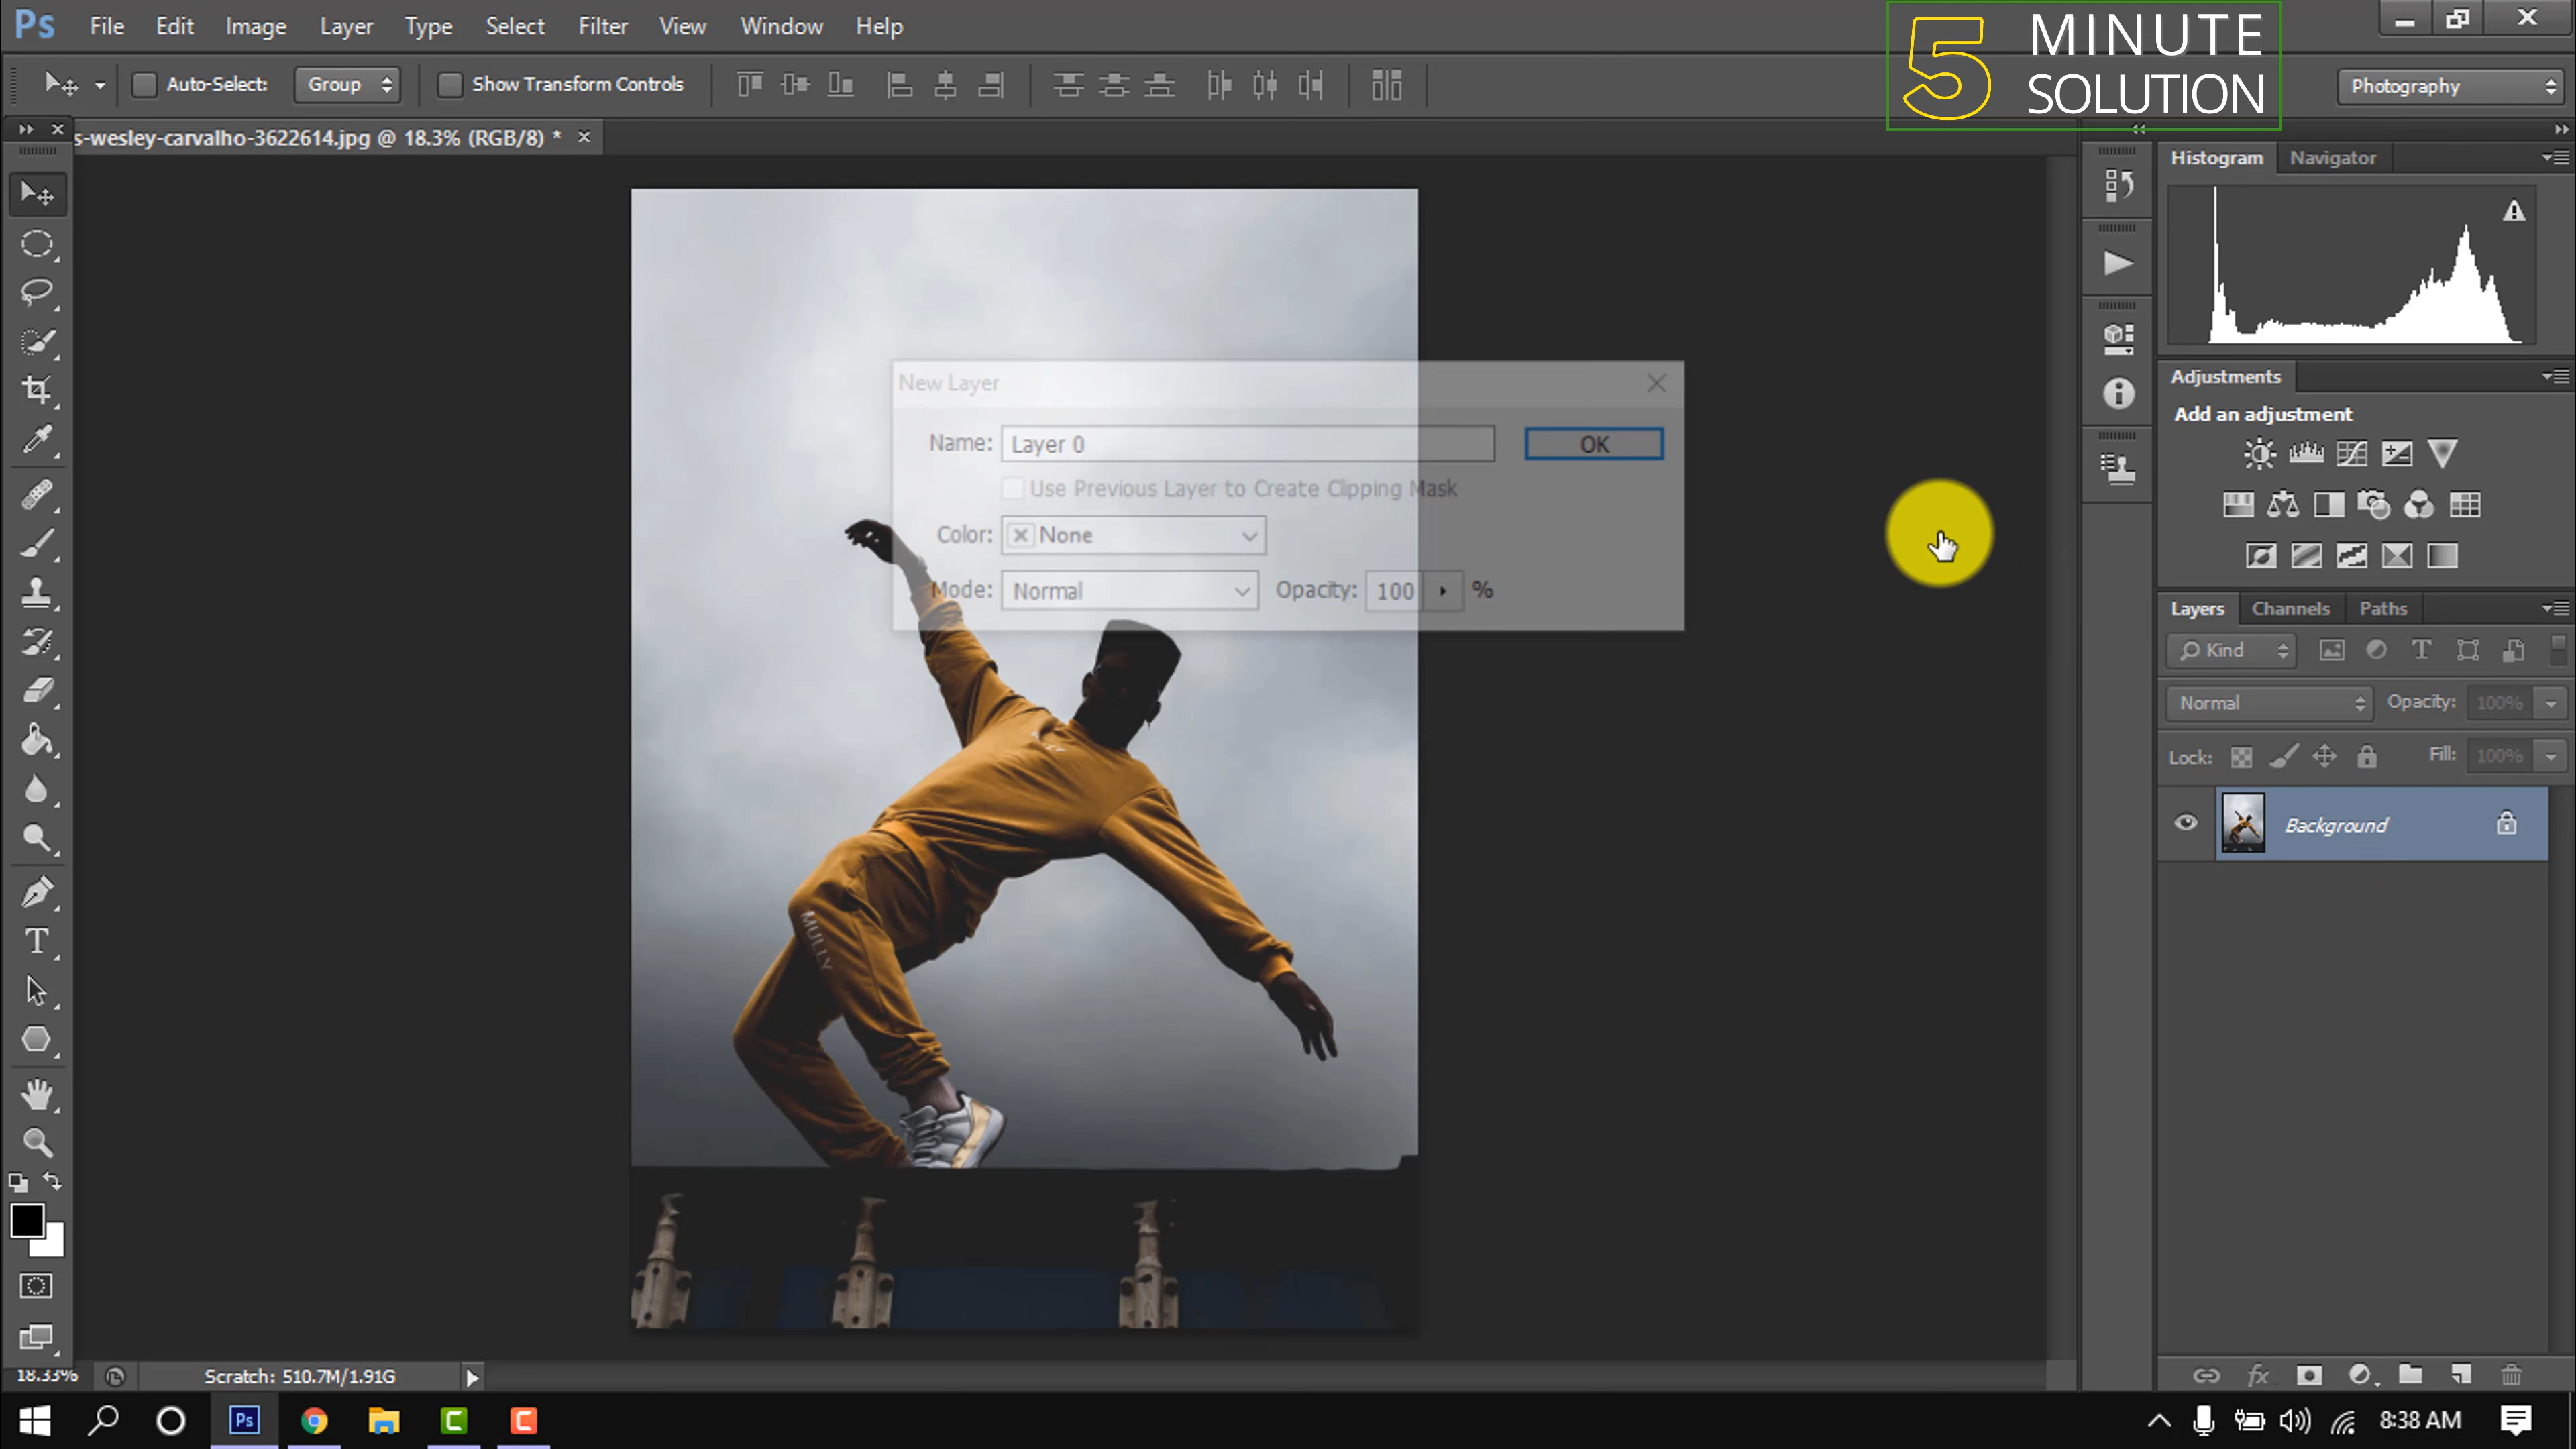 Ps File Edit Image Layer Type Select Filter View Window Help
5 MINUTE
SOLUTION
Auto-Select: Group Show Transform Controls
Photography
s-wesley-carvalho-3622614.jpg @ 18.3% (RGB/8) *
Histogram Navigator
New Layer
Name: Layer 0 OK
Use Previous Layer to Create Clipping Mask
Color: None
Mode: Normal Opacity: 100 %
Adjustments
Add an adjustment
Layers Channels Paths
Kind
Normal Opacity: 100%
Lock: Fill: 100%
Background
MULLY
18.33% Scratch: 510.7M/1.91G
Ps
8:38 AM